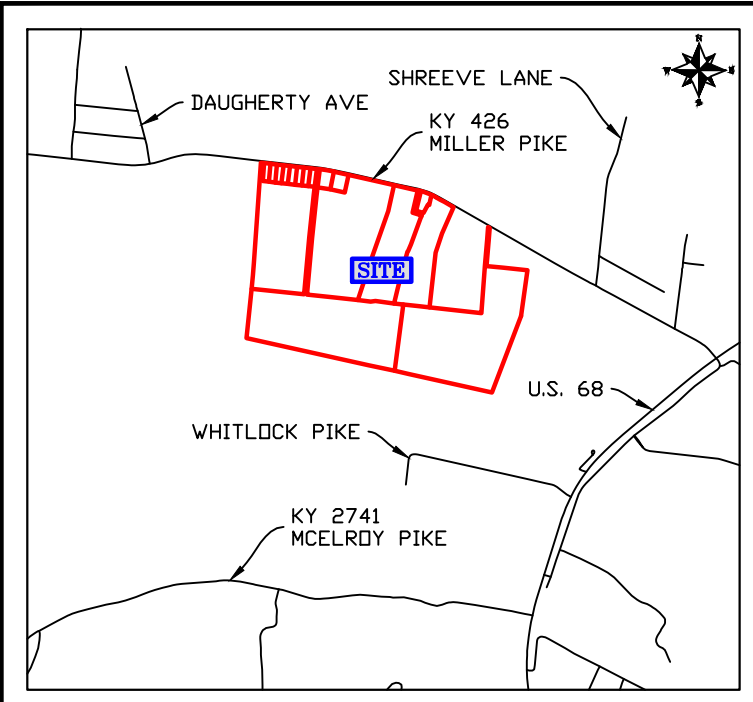 N
W E
S
SHREEVE LANE
DAUGHERTY AVE
KY 426
MILLER PIKE
SITE
U.S. 68
WHITLOCK PIKE
KY 2741
MCELROY PIKE